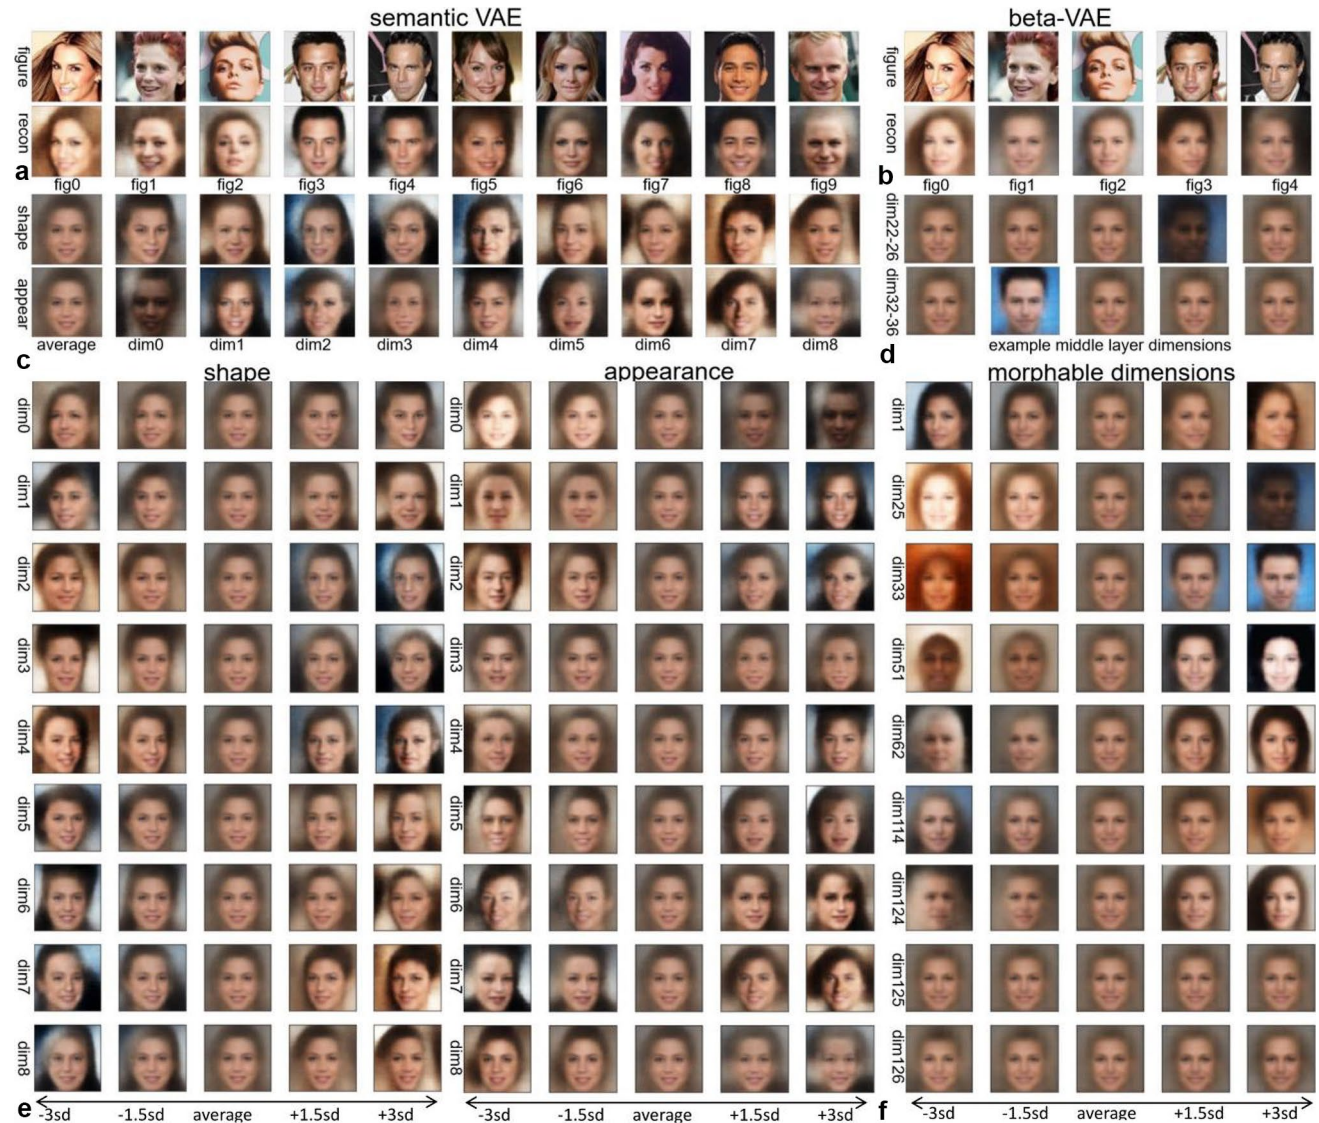 semantic VAE
beta-VAE
figure
figure
recon
recon
a
fig0 fig1 fig2 fig3 fig4 fig5 fig6 fig7 fig8 fig9
b
fig0 fig1 fig2 fig3 fig4
shape
dim22-26
appear
dim32-36
average dim0 dim1 dim2 dim3 dim4 dim5 dim6 dim7 dim8
example middle layer dimensions
c
d
shape
appearance
morphable dimensions
dim0
dim0
dim1
dim1
dim1
dim25
dim2
dim2
dim33
dim3
dim3
dim51
dim4
dim4
dim62
dim5
dim5
dim114
dim6
dim6
dim124
dim7
dim7
dim125
dim8
dim8
dim126
e
-3sd -1.5sd average +1.5sd +3sd
-3sd -1.5sd average +1.5sd +3sd
f
-3sd -1.5sd average +1.5sd +3sd